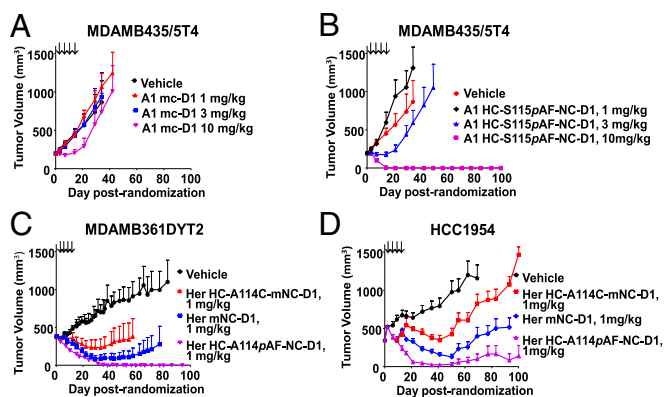 A
MDAMB435/5T4
Tumor Volume (mm³)
1500
1000
500
0
0 20 40 60 80 100
Day post-randomization
Vehicle
A1 mc-D1 1 mg/kg
A1 mc-D1 3 mg/kg
A1 mc-D1 10 mg/kg
B
MDAMB435/5T4
Tumor Volume (mm³)
1500
1000
500
0
0 20 40 60 80 100
Day post-randomization
Vehicle
A1 HC-S115pAF-NC-D1, 1 mg/kg
A1 HC-S115pAF-NC-D1, 3 mg/kg
A1 HC-S115pAF-NC-D1, 10mg/kg
C
MDAMB361DYT2
Tumor Volume (mm³)
1500
1000
500
0
0 20 40 60 80 100
Day post-randomization
Vehicle
Her HC-A114C-mNC-D1,
1 mg/kg
Her mNC-D1,
1 mg/kg
Her HC-A114pAF-NC-D1,
1 mg/kg
D
HCC1954
Tumor Volume (mm³)
1500
1000
500
0
0 20 40 60 80 100
Day post-randomization
Vehicle
Her HC-A114C-mNC-D1,
1mg/kg
Her mNC-D1, 1mg/kg
Her HC-A114pAF-NC-D1,
1mg/kg